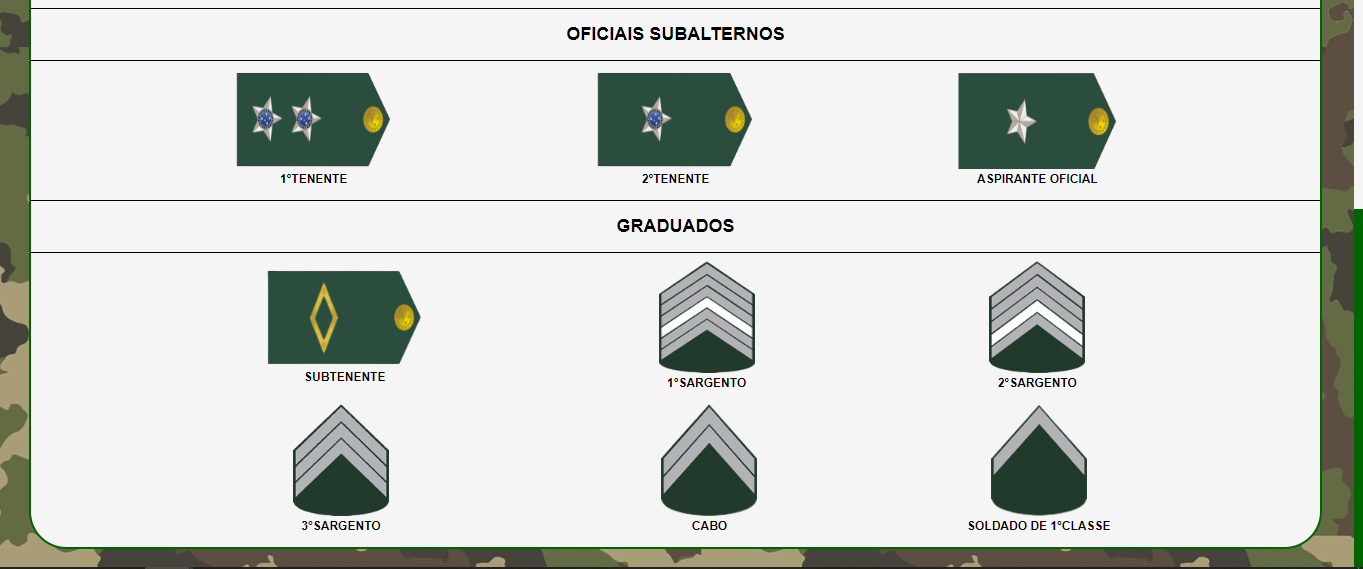 OFICIAIS SUBALTERNOS
1°TENENTE
2°TENENTE
ASPIRANTE OFICIAL
GRADUADOS
SUBTENENTE
1°SARGENTO
2°SARGENTO
3°SARGENTO
CABO
SOLDADO DE 1°CLASSE